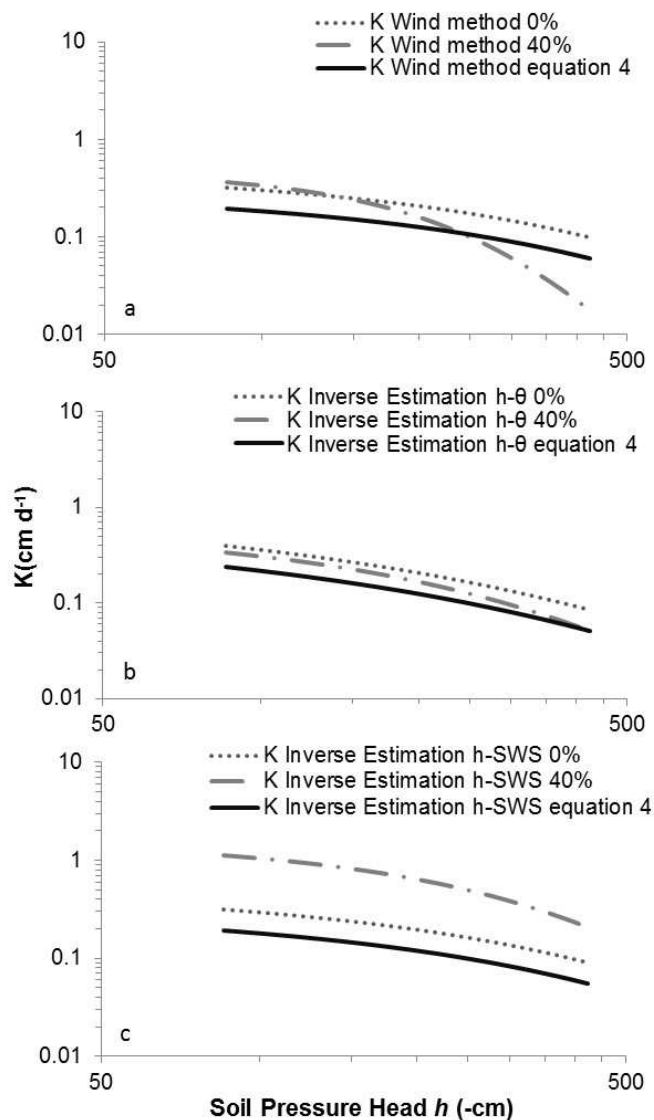 K Wind method 0%
K Wind method 40%
K Wind method equation 4
10
1
0.1
0.01
a
50
500
K Inverse Estimation h-θ 0%
K Inverse Estimation h-θ 40%
K Inverse Estimation h-θ equation 4
10
1
0.1
0.01
b
50
500
K(cm d-1)
K Inverse Estimation h-SWS 0%
K Inverse Estimation h-SWS 40%
K Inverse Estimation h-SWS equation 4
10
1
0.1
0.01
c
50
500
Soil Pressure Head h (-cm)